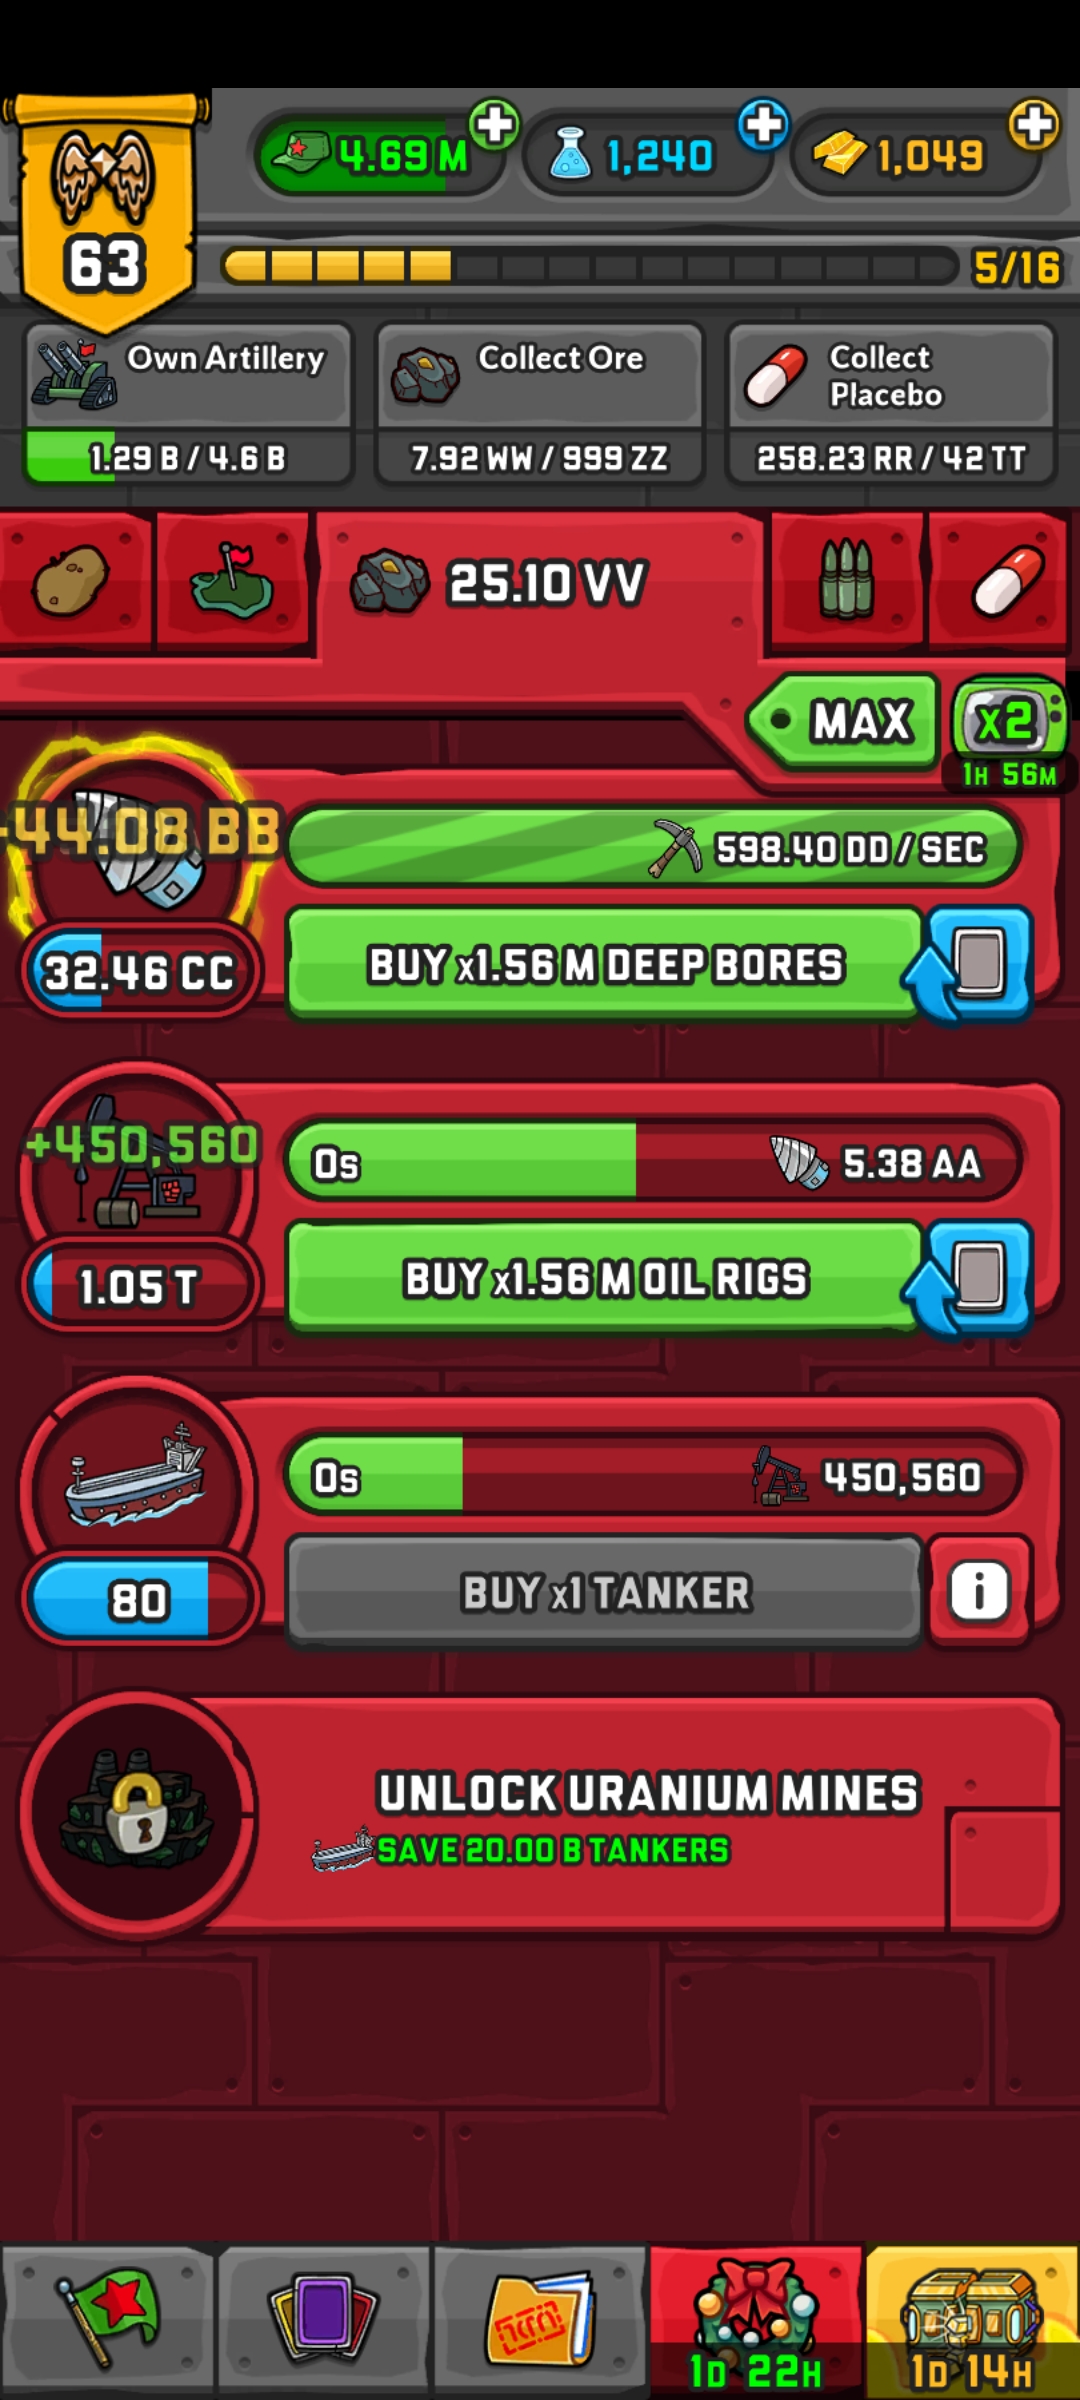 4.69 M
1,240
1,049
63
5/16
Own Artillery
1.29 B / 4.6 B
Collect Ore
7.92 WW / 999 ZZ
Collect
Placebo
258.23 RR / 42 TT
25.10 VV
MAX
x2
1H 56M
-44.08 BB
598.40 DD / SEC
32.46 CC
BUY x1.56 M DEEP BORES
+450,560
0s
5.38 AA
1.05 T
BUY x1.56 M OIL RIGS
0s
450,560
80
BUY x1 TANKER
i
UNLOCK URANIUM MINES
SAVE 20.00 B TANKERS
1D 22H
1D 14H